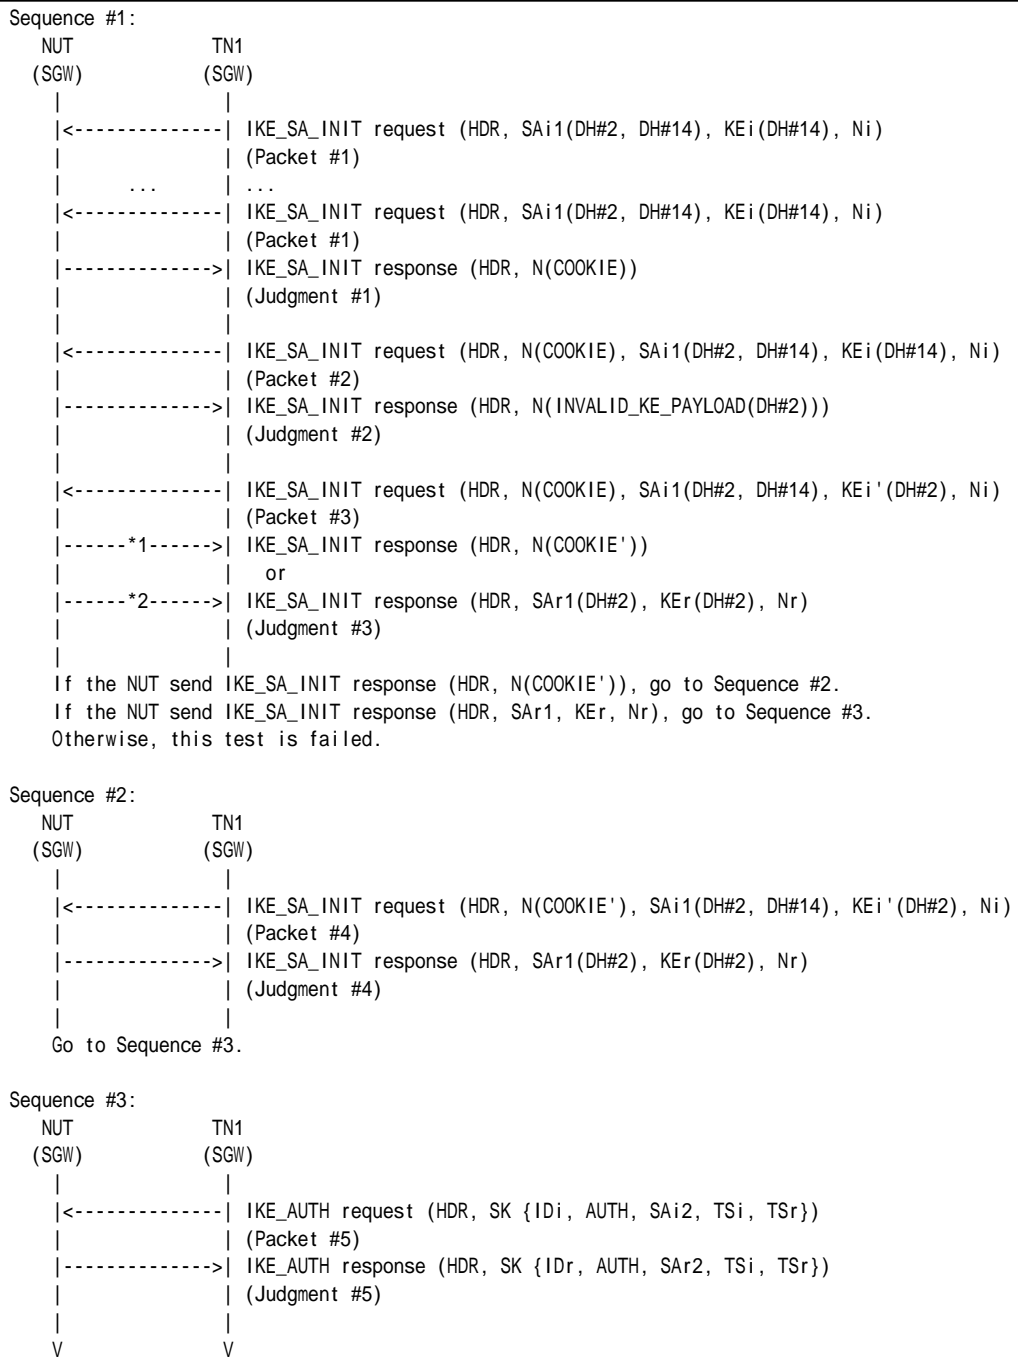 Sequence #1:
   NUT              TN1
  (SGW)            (SGW)
    |                |
    |<--------------| IKE_SA_INIT request (HDR, SAi1(DH#2, DH#14), KEi(DH#14), Ni)
    |                | (Packet #1)
    |      ...       | ...
    |<--------------| IKE_SA_INIT request (HDR, SAi1(DH#2, DH#14), KEi(DH#14), Ni)
    |                | (Packet #1)
    |-------------->| IKE_SA_INIT response (HDR, N(COOKIE))
    |                | (Judgment #1)
    |                |
    |<--------------| IKE_SA_INIT request (HDR, N(COOKIE), SAi1(DH#2, DH#14), KEi(DH#14), Ni)
    |                | (Packet #2)
    |-------------->| IKE_SA_INIT response (HDR, N(INVALID_KE_PAYLOAD(DH#2)))
    |                | (Judgment #2)
    |                |
    |<--------------| IKE_SA_INIT request (HDR, N(COOKIE), SAi1(DH#2, DH#14), KEi'(DH#2), Ni)
    |                | (Packet #3)
    |------*1------>| IKE_SA_INIT response (HDR, N(COOKIE'))
    |                |   or
    |------*2------>| IKE_SA_INIT response (HDR, SAr1(DH#2), KEr(DH#2), Nr)
    |                | (Judgment #3)
    |                |
    If the NUT send IKE_SA_INIT response (HDR, N(COOKIE')), go to Sequence #2.
    If the NUT send IKE_SA_INIT response (HDR, SAr1, KEr, Nr), go to Sequence #3.
    Otherwise, this test is failed.

Sequence #2:
   NUT              TN1
  (SGW)            (SGW)
    |                |
    |<--------------| IKE_SA_INIT request (HDR, N(COOKIE'), SAi1(DH#2, DH#14), KEi'(DH#2), Ni)
    |                | (Packet #4)
    |-------------->| IKE_SA_INIT response (HDR, SAr1(DH#2), KEr(DH#2), Nr)
    |                | (Judgment #4)
    |                |
    Go to Sequence #3.

Sequence #3:
   NUT              TN1
  (SGW)            (SGW)
    |                |
    |<--------------| IKE_AUTH request (HDR, SK {IDi, AUTH, SAi2, TSi, TSr})
    |                | (Packet #5)
    |-------------->| IKE_AUTH response (HDR, SK {IDr, AUTH, SAr2, TSi, TSr})
    |                | (Judgment #5)
    |                |
    V                V